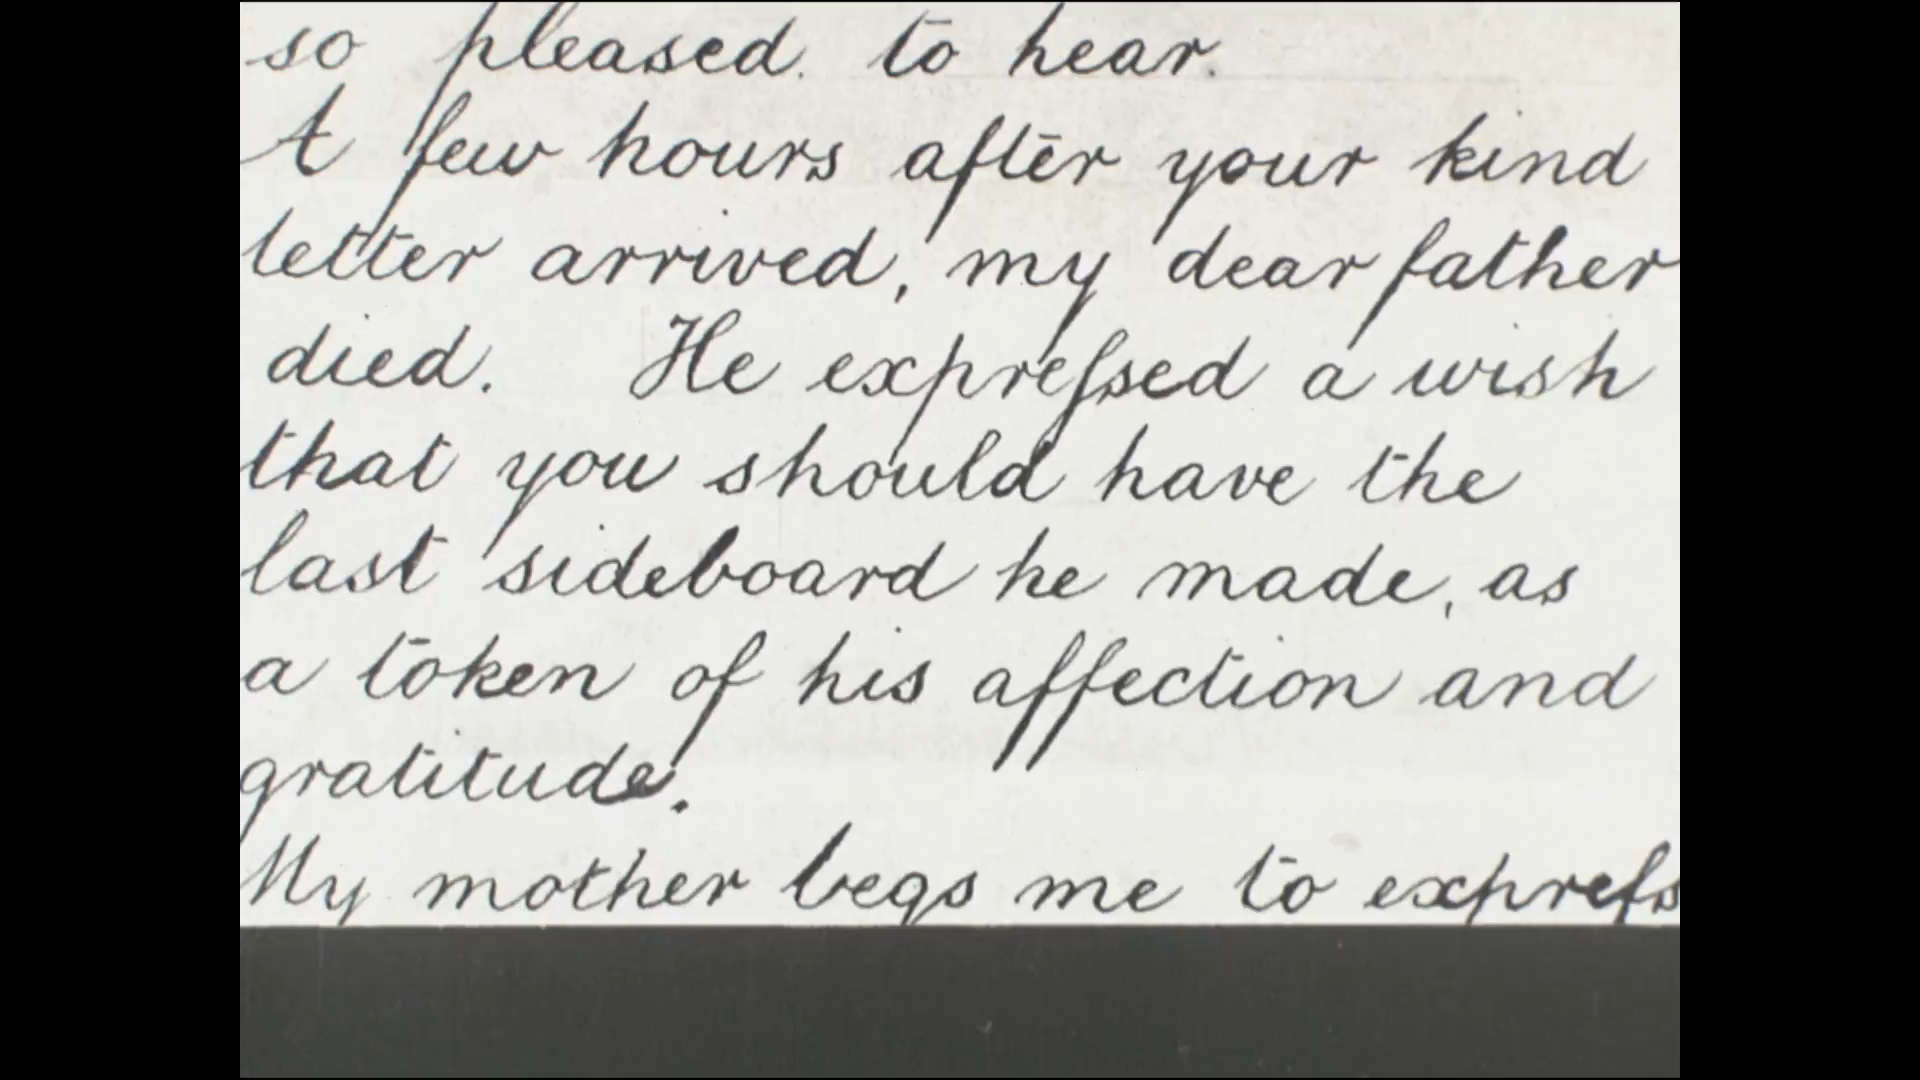 so pleased. to hear.
A few hours after your kind
letter arrived, my dear father
died. He expreſsed a wish
that you should have the
last sideboard he made, as
a token of his affection and
gratitude.
My mother begs me to expreſs